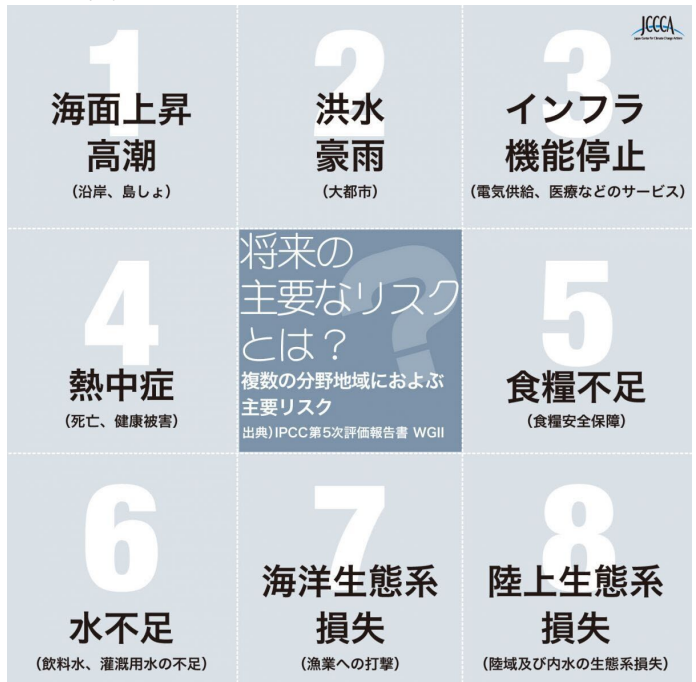 JCCCA
Japan Center for Climate Change Actions
1
海面上昇
高潮
(沿岸、島しょ)
2
洪水
豪雨
(大都市)
3
インフラ
機能停止
(電気供給、医療などのサービス)
4
熱中症
(死亡、健康被害)
?
将来の
主要なリスク
とは?
複数の分野地域におよぶ
主要リスク
出典)IPCC第5次評価報告書 WGII
5
食糧不足
(食糧安全保障)
6
水不足
(飲料水、灌漑用水の不足)
7
海洋生態系
損失
(漁業への打撃)
8
陸上生態系
損失
(陸域及び内水の生態系損失)